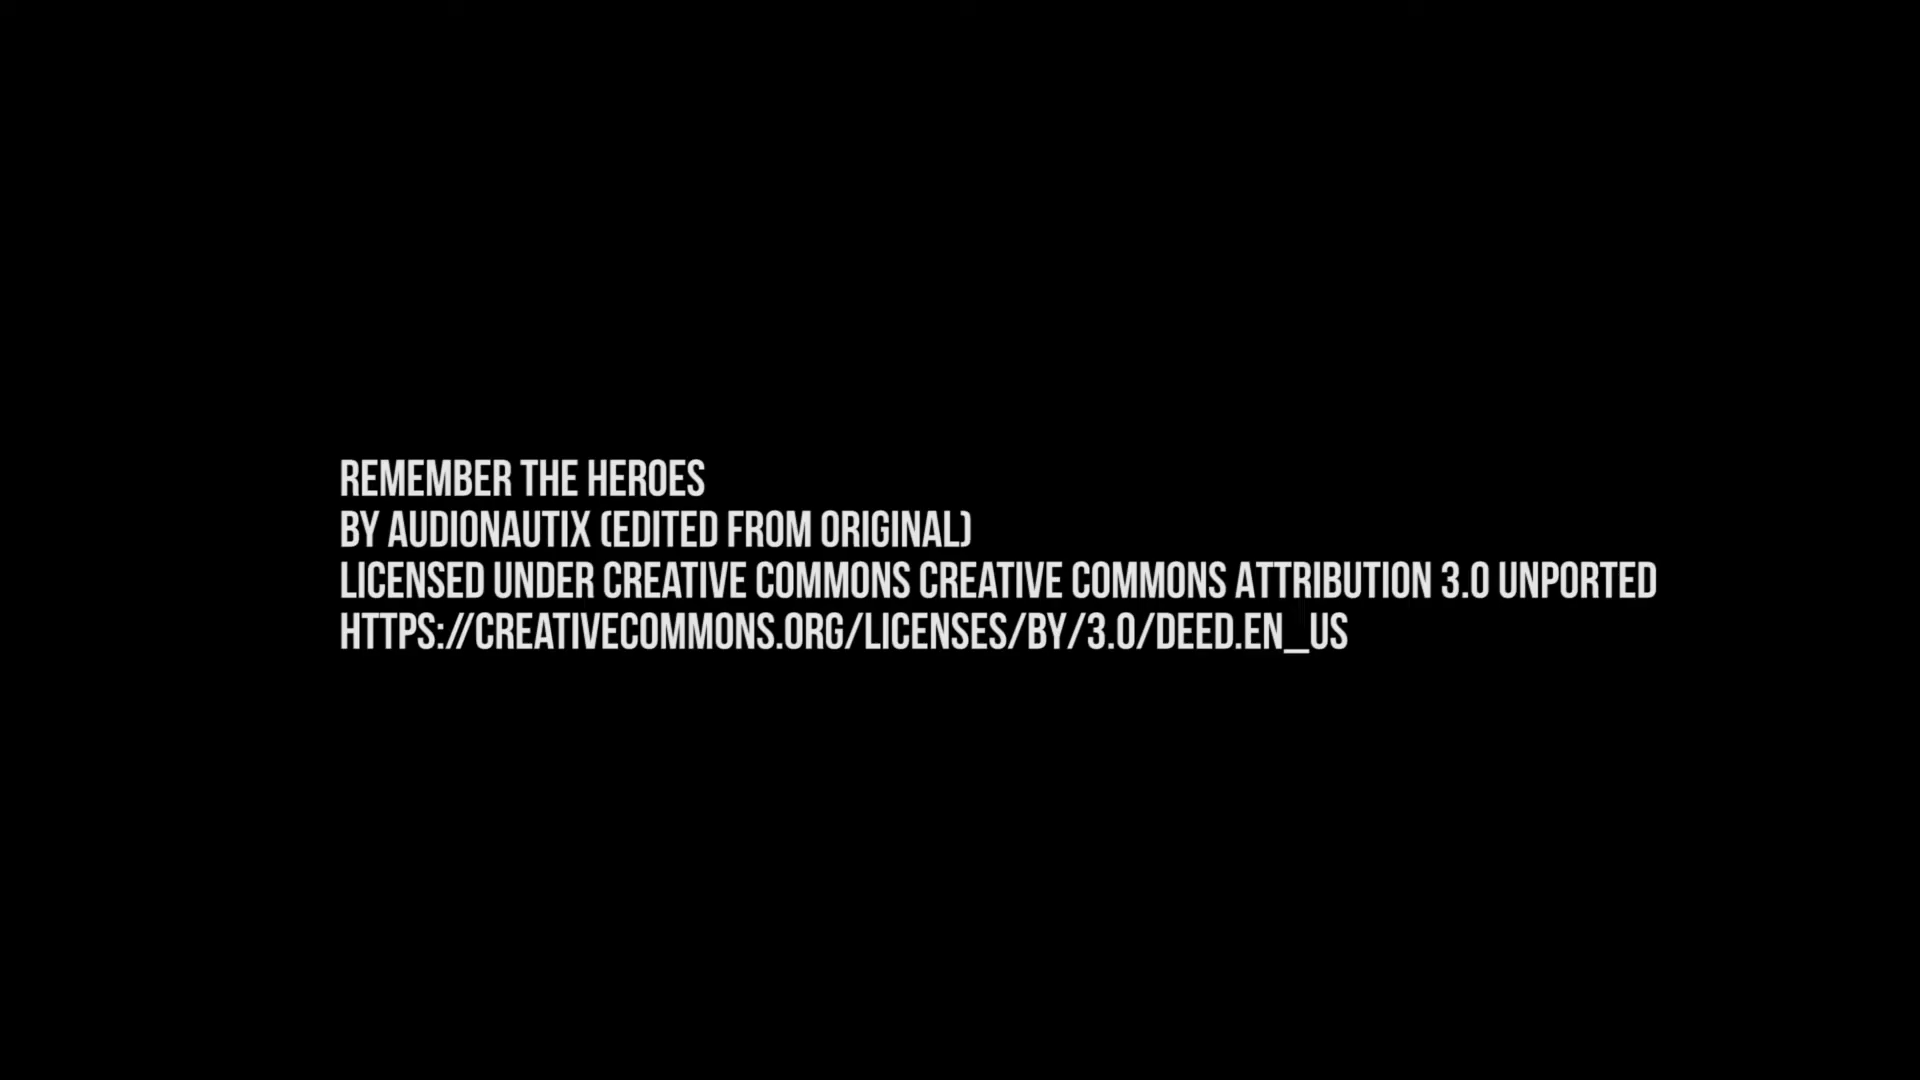 REMEMBER THE HEROES
BY AUDIONAUTIX (EDITED FROM ORIGINAL)
LICENSED UNDER CREATIVE COMMONS CREATIVE COMMONS ATTRIBUTION 3.0 UNPORTED
HTTPS://CREATIVECOMMONS.ORG/LICENSES/BY/3.0/DEED.EN_US